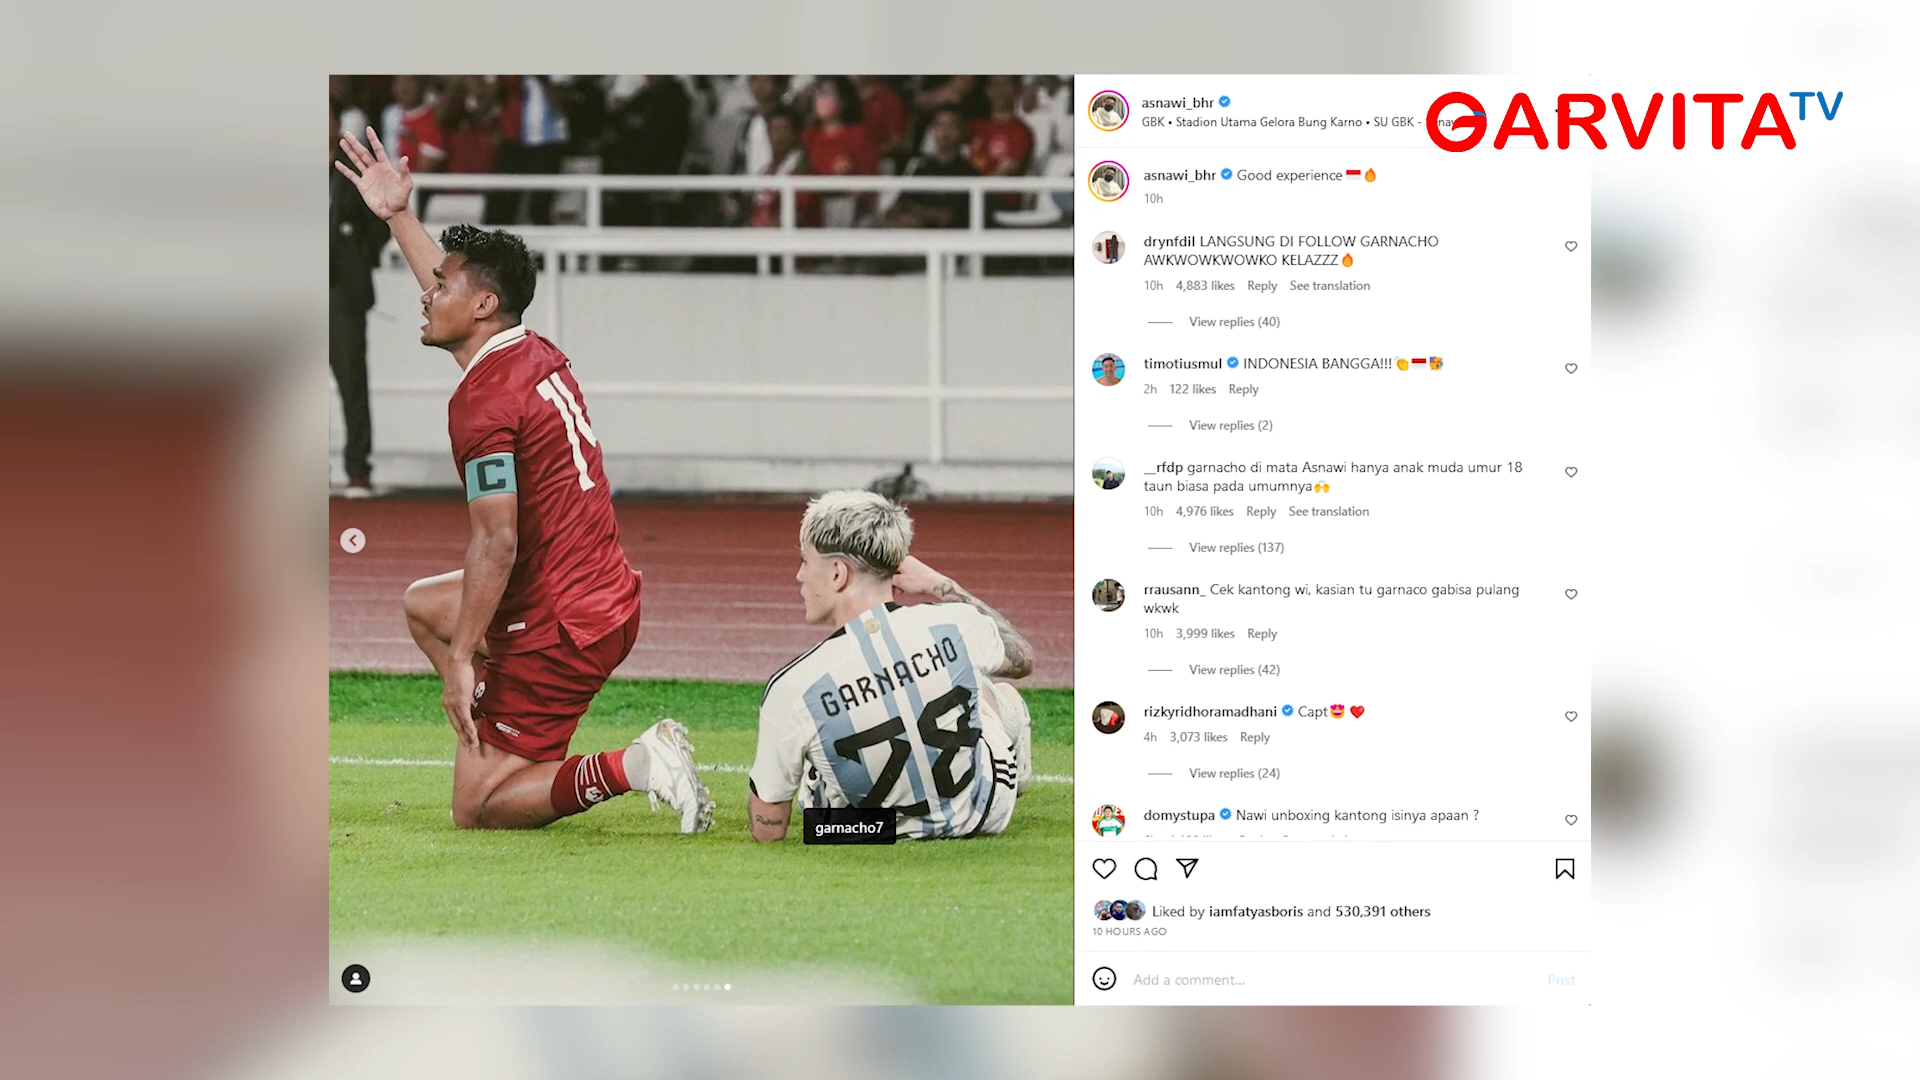 GARVITA TV
asnawi_bhr
GBK • Stadion Utama Gelora Bung Karno • SU GBK -
asnawi_bhr Good experience🇮🇩🔥
10h
drynfdil LANGSUNG DI FOLLOW GARNACHO
AWKWOWKWOWKO KELAZZZ🔥
10h 4,883 likes Reply See translation
View replies (40)
timotiusmul INDONESIA BANGGA!!!👏🇮🇩🥳
2h 122 likes Reply
View replies (2)
__rfdp garnacho di mata Asnawi hanya anak muda umur 18
taun biasa pada umumnya🙌
10h 4,976 likes Reply See translation
View replies (137)
rrausann_ Cek kantong wi, kasian tu garnaco gabisa pulang
wkwk
10h 3,999 likes Reply
View replies (42)
rizkyridhoramadhani Capt😍❤️
4h 3,073 likes Reply
View replies (24)
domystupa Nawi unboxing kantong isinya apaan ?
Liked by iamfatyasboris and 530,391 others
10 HOURS AGO
Add a comment...
Post
14
C
GARNACHO
28
garnacho7